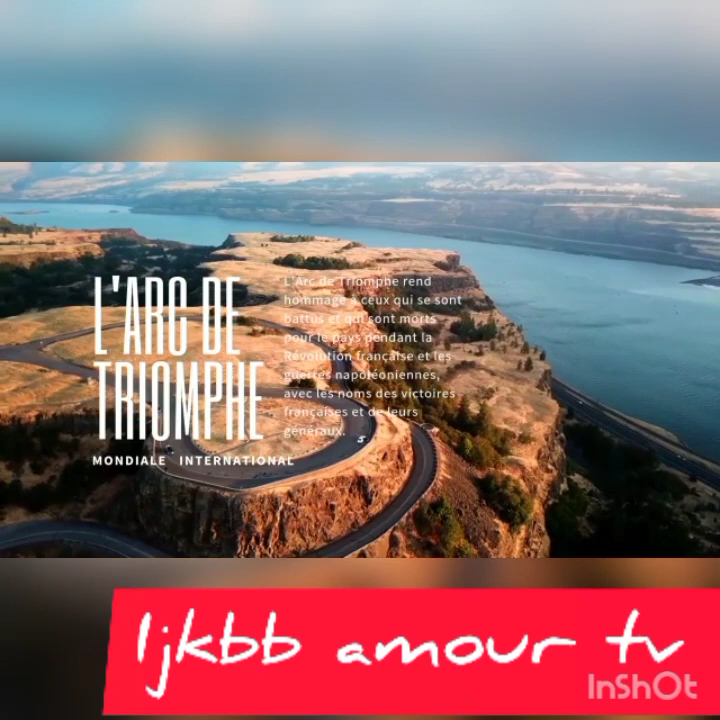 L'ARC DE
TRIOMPHE
MONDIALE INTERNATIONAL
L'Arc de Triomphe rend
hommage à ceux qui se sont
battus et qui sont morts
pour le pays pendant la
Révolution française et les
guerres napoléoniennes,
avec les noms des victoires
françaises et de leurs
généraux.
ljkbb amour tv
InShOt